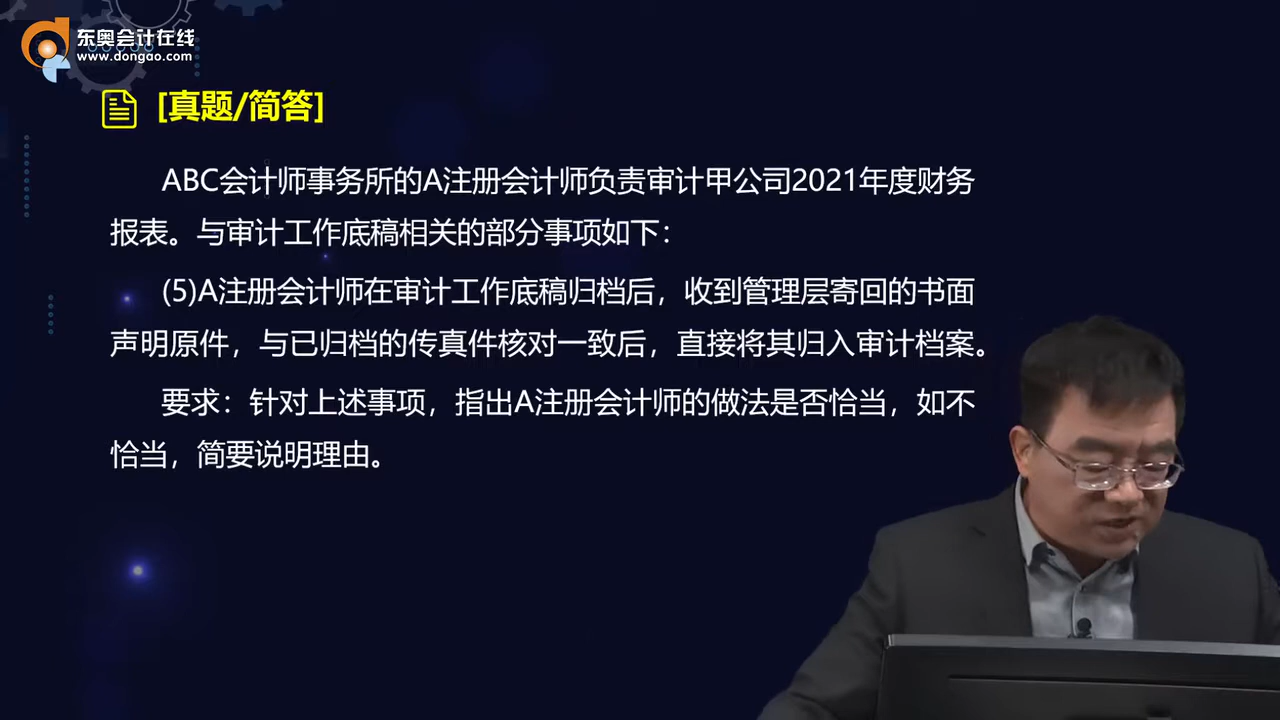 东奥会计在线
www.dongao.com
[真题/简答]
ABC会计师事务所的A注册会计师负责审计甲公司2021年度财务
报表。与审计工作底稿相关的部分事项如下：
(5)A注册会计师在审计工作底稿归档后，收到管理层寄回的书面
声明原件，与已归档的传真件核对一致后，直接将其归入审计档案。
要求：针对上述事项，指出A注册会计师的做法是否恰当，如不
恰当，简要说明理由。